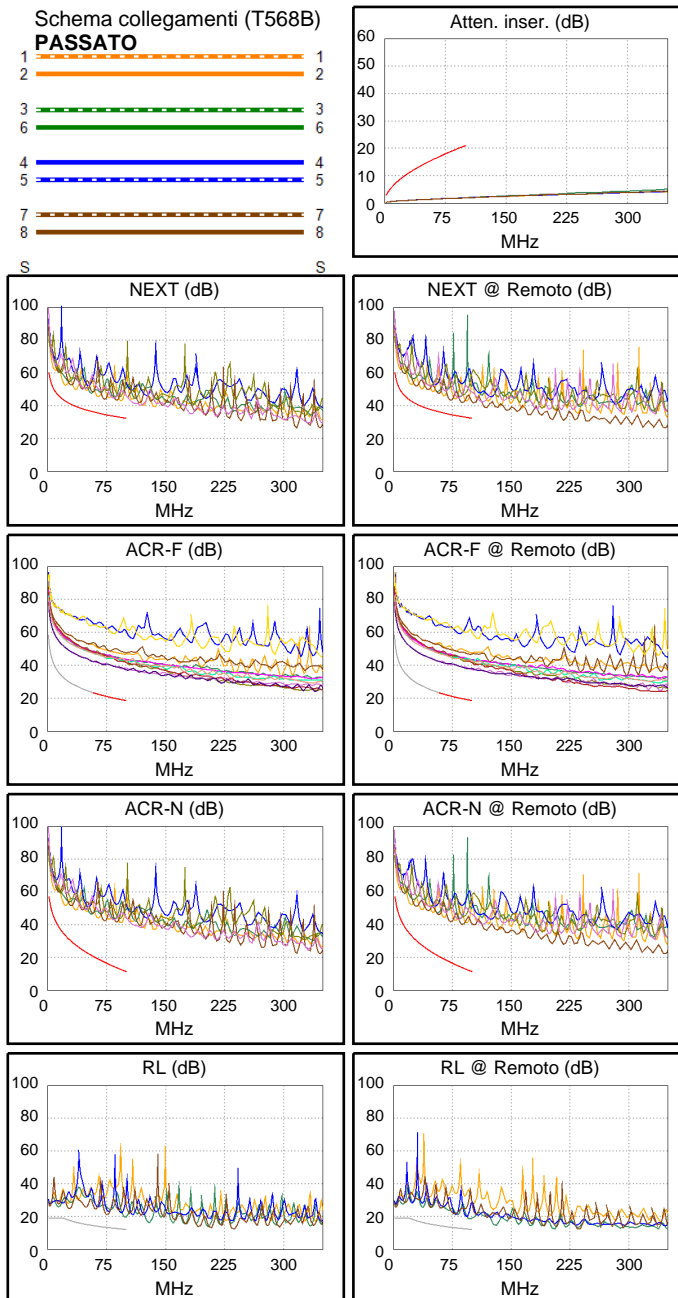 Schema collegamenti (T568B)
PASSATO
1 1
2 2
3 3
6 6
4 4
5 5
7 7
8 8
S S
Atten. inser. (dB)
60
50
40
30
20
10
0
0 75 150 225 300
MHz
NEXT (dB)
100
80
60
40
20
0
0 75 150 225 300
MHz
NEXT @ Remoto (dB)
100
80
60
40
20
0
0 75 150 225 300
MHz
ACR-F (dB)
100
80
60
40
20
0
0 75 150 225 300
MHz
ACR-F @ Remoto (dB)
100
80
60
40
20
0
0 75 150 225 300
MHz
ACR-N (dB)
100
80
60
40
20
0
0 75 150 225 300
MHz
ACR-N @ Remoto (dB)
100
80
60
40
20
0
0 75 150 225 300
MHz
RL (dB)
100
80
60
40
20
0
0 75 150 225 300
MHz
RL @ Remoto (dB)
100
80
60
40
20
0
0 75 150 225 300
MHz